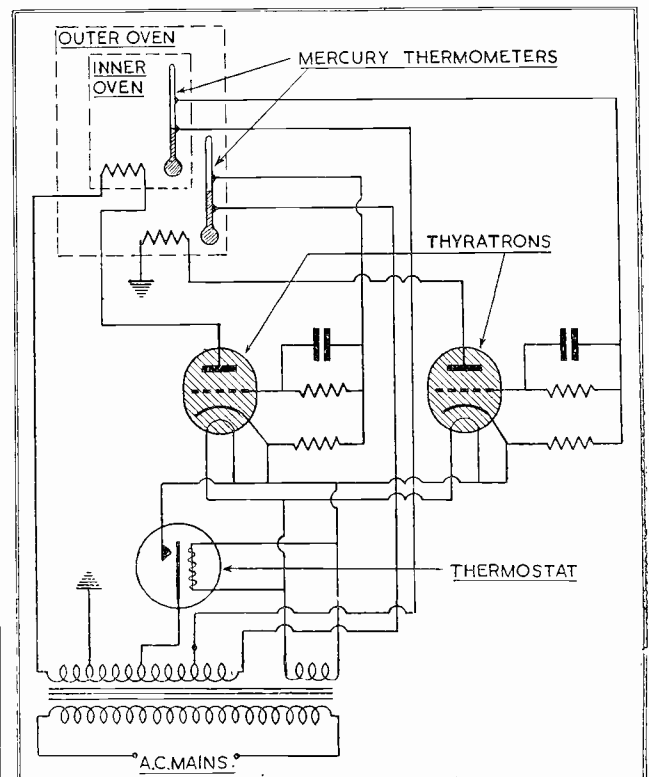 OUTER OVEN
INNER
OVEN
MERCURY THERMOMETERS
THYRATRONS
THERMOSTAT
A.C. MAINS.